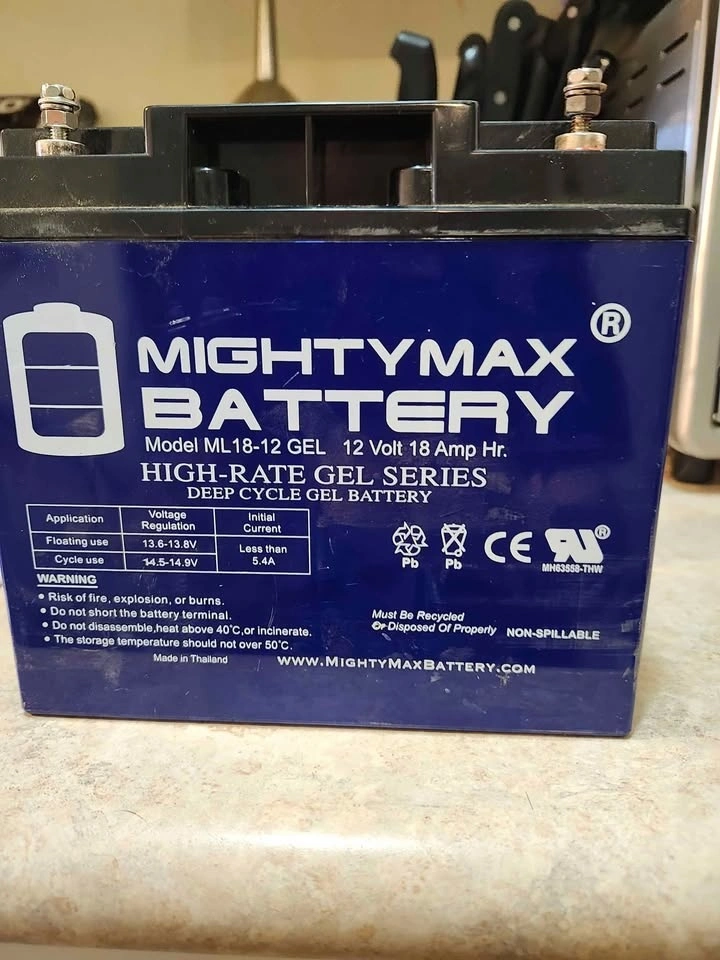 ®
MIGHTYMAX
BATTERY
Model ML18-12 GEL 12 Volt 18 Amp Hr.
HIGH-RATE GEL SERIES
DEEP CYCLE GEL BATTERY
Application Voltage Regulation Initial Current
Floating use 13.6-13.8V Less than 5.4A
Cycle use 14.5-14.9V
Pb Pb CE UR®
MH63558-THW
WARNING
• Risk of fire, explosion, or burns.
• Do not short the battery terminal.
• Do not disassemble,heat above 40°C,or incinerate.
• The storage temperature should not over 50°C.
Must Be Recycled
Or Disposed Of Properly NON-SPILLABLE
Made in Thailand WWW.MIGHTYMAXBATTERY.COM